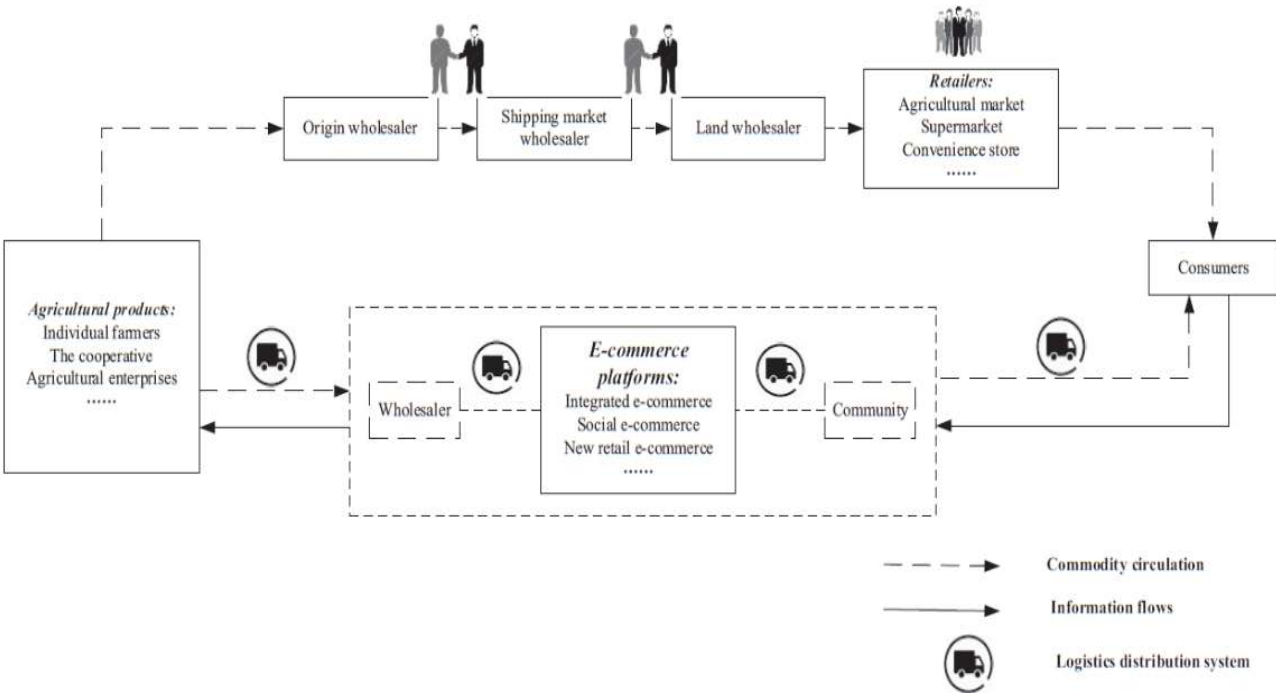 Retailers:
Agricultural market
Supermarket
Convenience store
......
Origin wholesaler
Shipping market
wholesaler
Land wholesaler
Agricultural products:
Individual farmers
The cooperative
Agricultural enterprises
......
Wholesaler
E-commerce
platforms:
Integrated e-commerce
Social e-commerce
New retail e-commerce
......
Community
Consumers
Commodity circulation
Information flows
Logistics distribution system